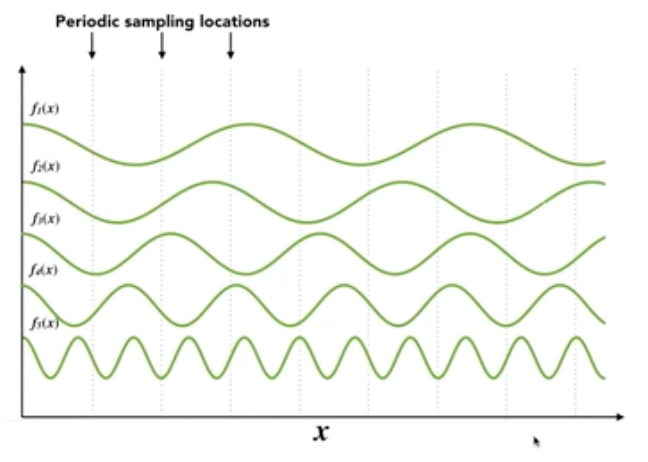 Periodic sampling locations
f₁(x)
f₂(x)
f₃(x)
f₄(x)
f₅(x)
x